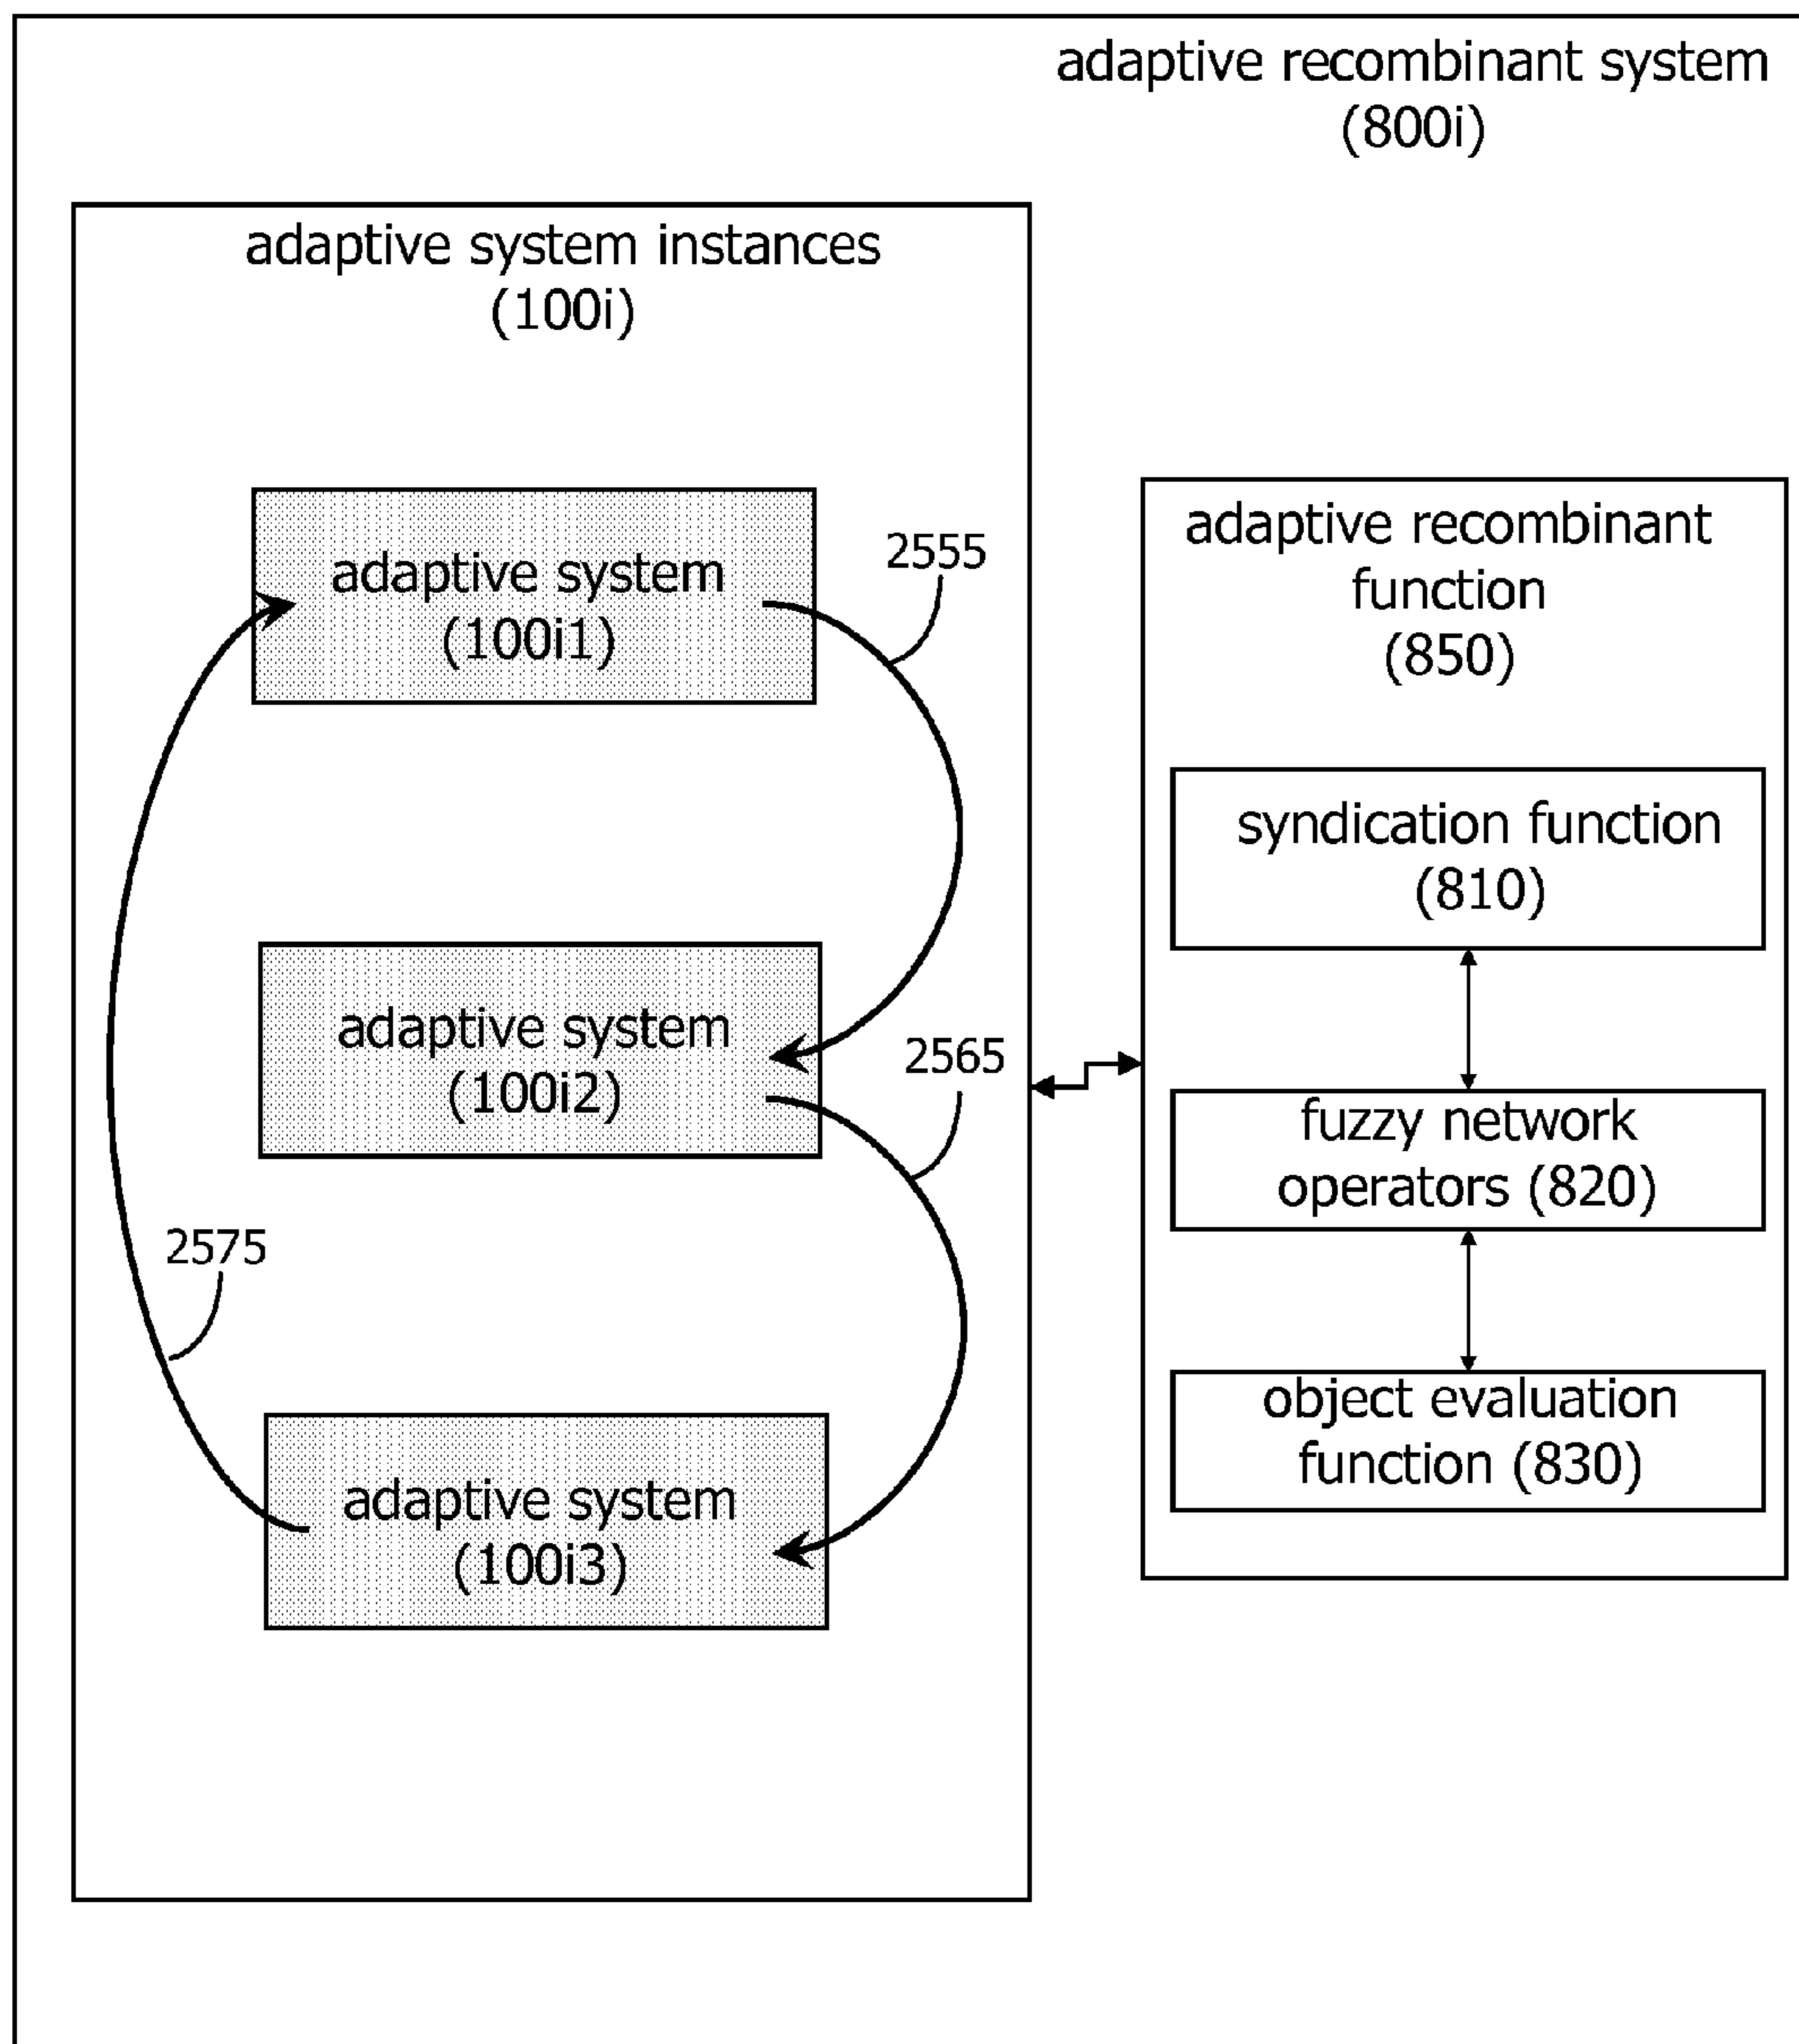 adaptive recombinant system
(800i)
adaptive system instances
(100i)
adaptive system
(100i1)
2555
adaptive system
(100i2)
2565
2575
adaptive system
(100i3)
adaptive recombinant
function
(850)
syndication function
(810)
fuzzy network
operators (820)
object evaluation
function (830)